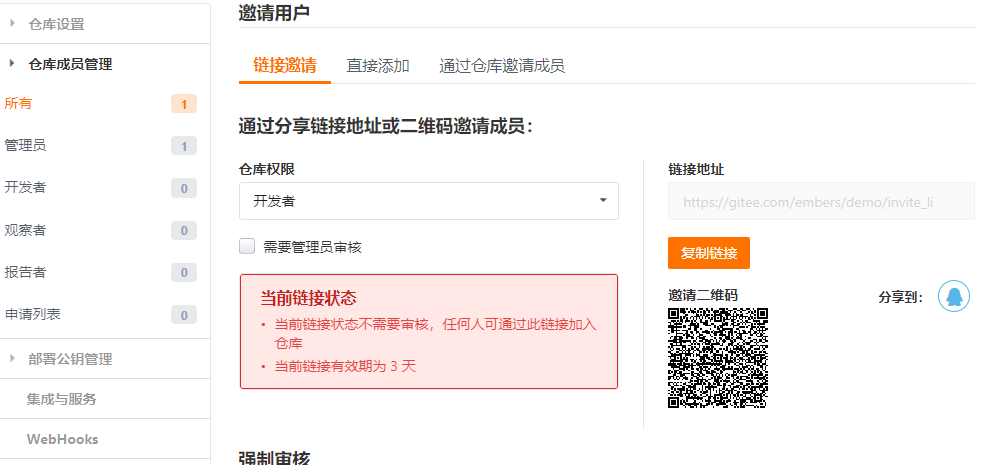 仓库设置
仓库成员管理
所有 1
管理员 1
开发者 0
观察者 0
报告者 0
申请列表 0
部署公钥管理
集成与服务
WebHooks
邀请用户
链接邀请 直接添加 通过仓库邀请成员
通过分享链接地址或二维码邀请成员：
仓库权限
开发者
需要管理员审核
当前链接状态
• 当前链接状态不需要审核，任何人可通过此链接加入
仓库
• 当前链接有效期为 3 天
链接地址
https://gitee.com/embers/demo/invite_li
复制链接
邀请二维码
分享到：
强制审核